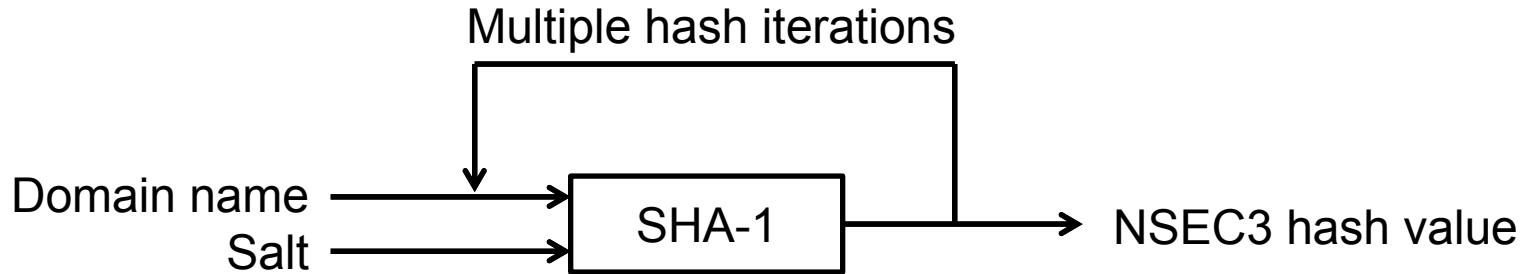 Multiple hash iterations
Domain name
Salt
SHA-1
NSEC3 hash value